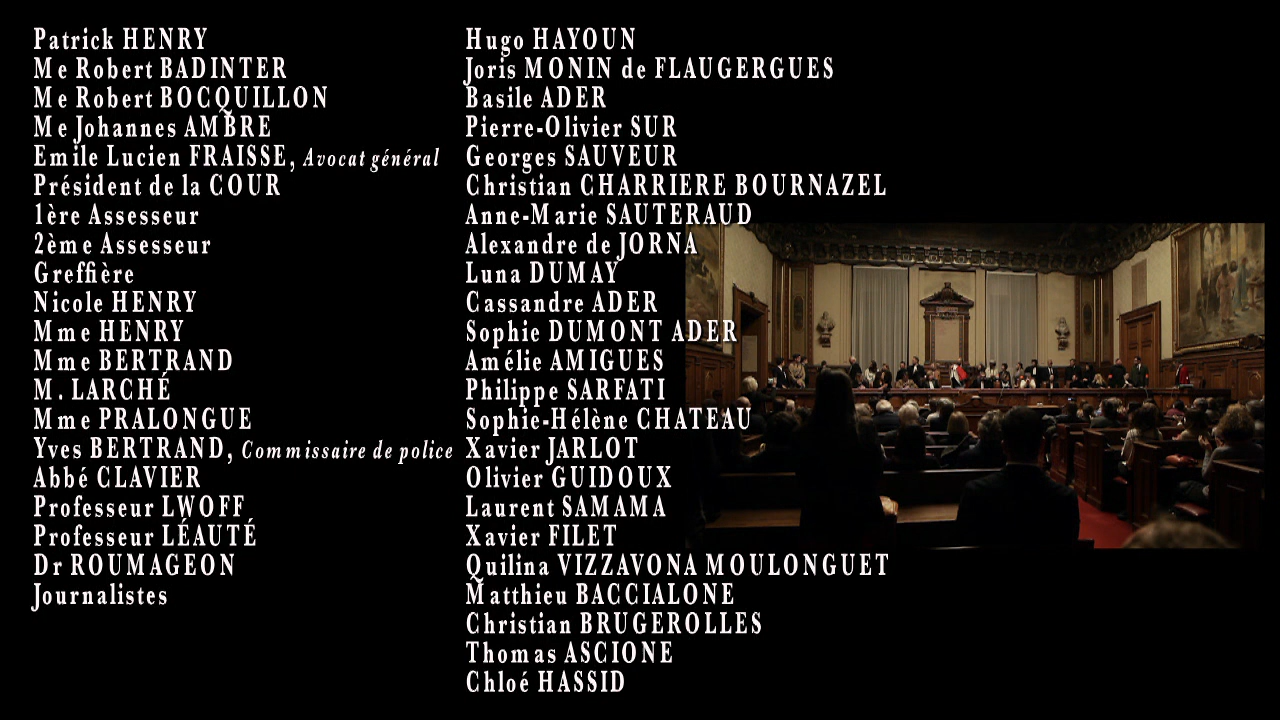 Patrick HENRY Hugo HAYOUN
Me Robert BADINTER Joris MONIN de FLAUGERGUES
Me Robert BOCQUILLON Basile ADER
Me Johannes AMBRE Pierre-Olivier SUR
Emile Lucien FRAISSE, Avocat général Georges SAUVEUR
Président de la COUR Christian CHARRIERE BOURNAZEL
1ère Assesseur Anne-Marie SAUTERAUD
2ème Assesseur Alexandre de JORNA
Greffière Luna DUMAY
Nicole HENRY Cassandre ADER
Mme HENRY Sophie DUMONT ADER
Mme BERTRAND Amélie AMIGUES
M. LARCHÉ Philippe SARFATI
Mme PRALONGUE Sophie-Hélène CHATEAU
Yves BERTRAND, Commissaire de police Xavier JARLOT
Abbé CLAVIER Olivier GUIDOUX
Professeur LWOFF Laurent SAMAMA
Professeur LÉAUTÉ Xavier FILET
Dr ROUMAGEON Quilina VIZZAVONA MOULONGUET
Journalistes Matthieu BACCIALONE
Christian BRUGEROLLES
Thomas ASCIONE
Chloé HASSID